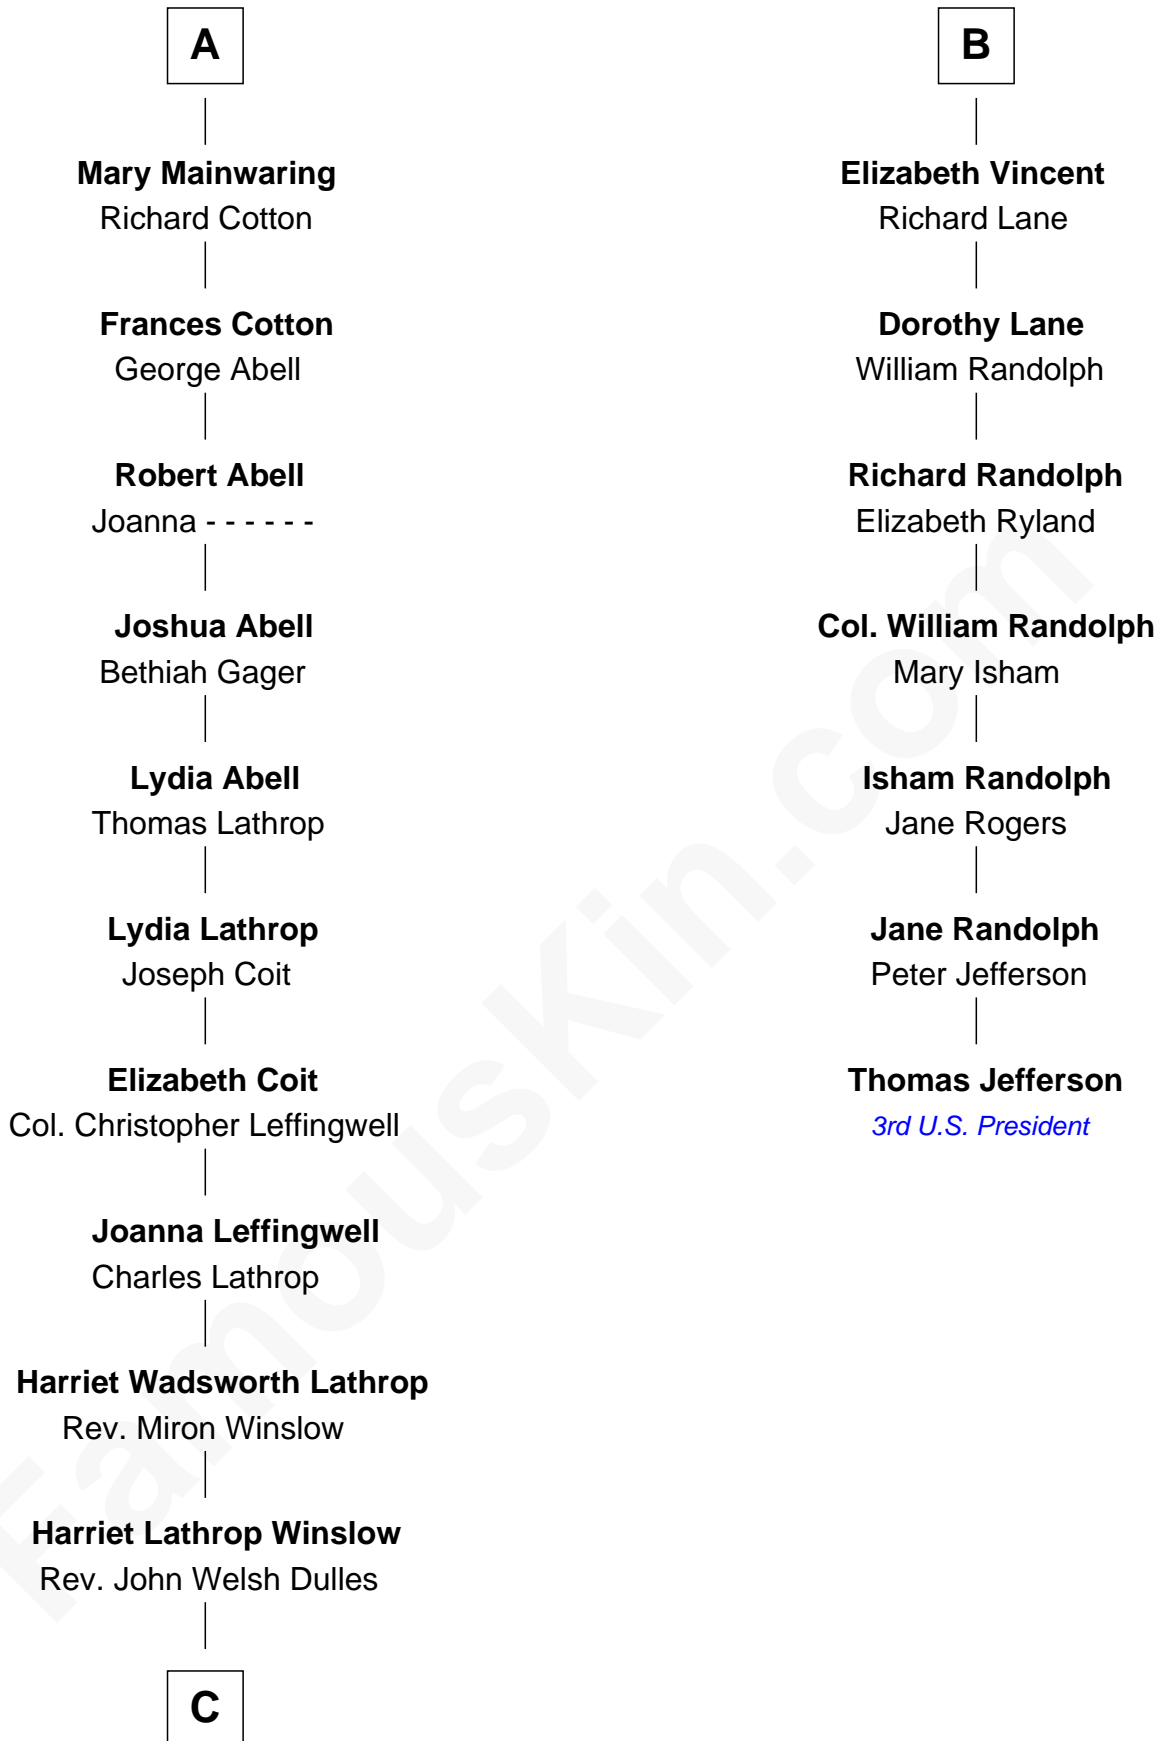 A
Mary Mainwaring
Richard Cotton
Frances Cotton
George Abell
Robert Abell
Joanna - - - - - -
Joshua Abell
Bethiah Gager
Lydia Abell
Thomas Lathrop
Lydia Lathrop
Joseph Coit
Elizabeth Coit
Col. Christopher Leffingwell
Joanna Leffingwell
Charles Lathrop
Harriet Wadsworth Lathrop
Rev. Miron Winslow
Harriet Lathrop Winslow
Rev. John Welsh Dulles
C
B
Elizabeth Vincent
Richard Lane
Dorothy Lane
William Randolph
Richard Randolph
Elizabeth Ryland
Col. William Randolph
Mary Isham
Isham Randolph
Jane Rogers
Jane Randolph
Peter Jefferson
Thomas Jefferson
3rd U.S. President
FamousKin.com